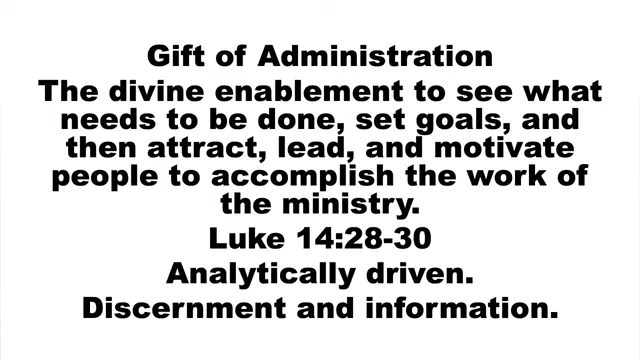 Gift of Administration
The divine enablement to see what
needs to be done, set goals, and
then attract, lead, and motivate
people to accomplish the work of
the ministry.
Luke 14:28-30
Analytically driven.
Discernment and information.